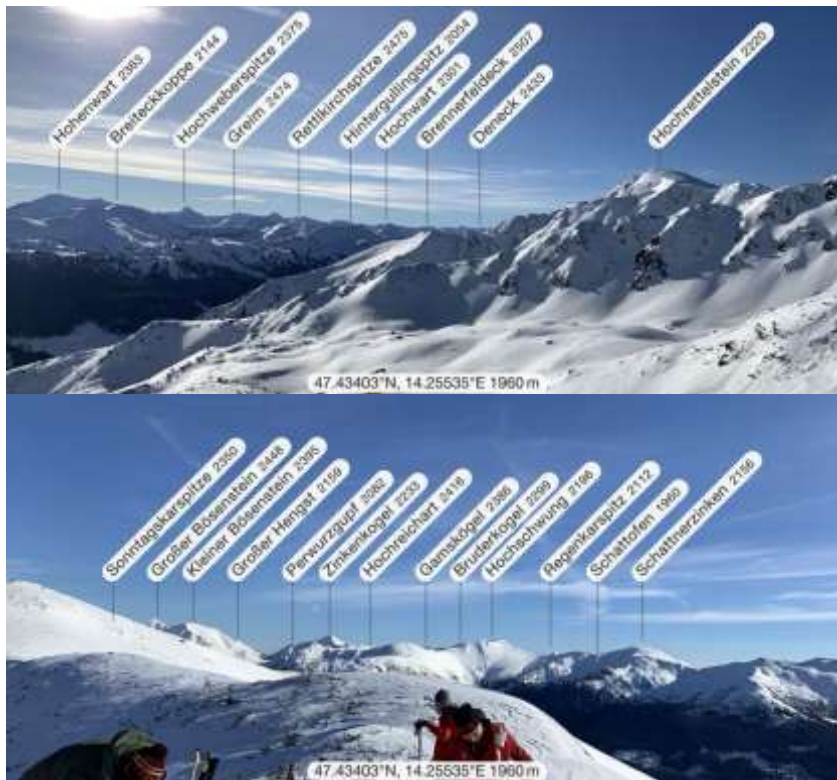 Hohenwart 2363
Breiteckkoppe 2144
Hochweberspitze 2375
Greim 2474
Rettlkirchspitze 2475
Hintergullingspitz 2054
Hochwart 2301
Brennerfeldeck 2507
Deneck 2433
Hochrettelstein 2220
47.43403°N, 14.25535°E 1960 m
Sonntagskarspitze 2350
Großer Bösenstein 2448
Kleiner Bösenstein 2395
Großer Hengst 2159
Perwurzgupf 2082
Zinkenkogel 2233
Hochreichart 2416
Gamskögel 2386
Bruderkogel 2299
Hochschwung 2196
Regenkarspitz 2112
Schattofen 1960
Schattnerzinken 2156
47.43403°N, 14.25535°E 1960 m